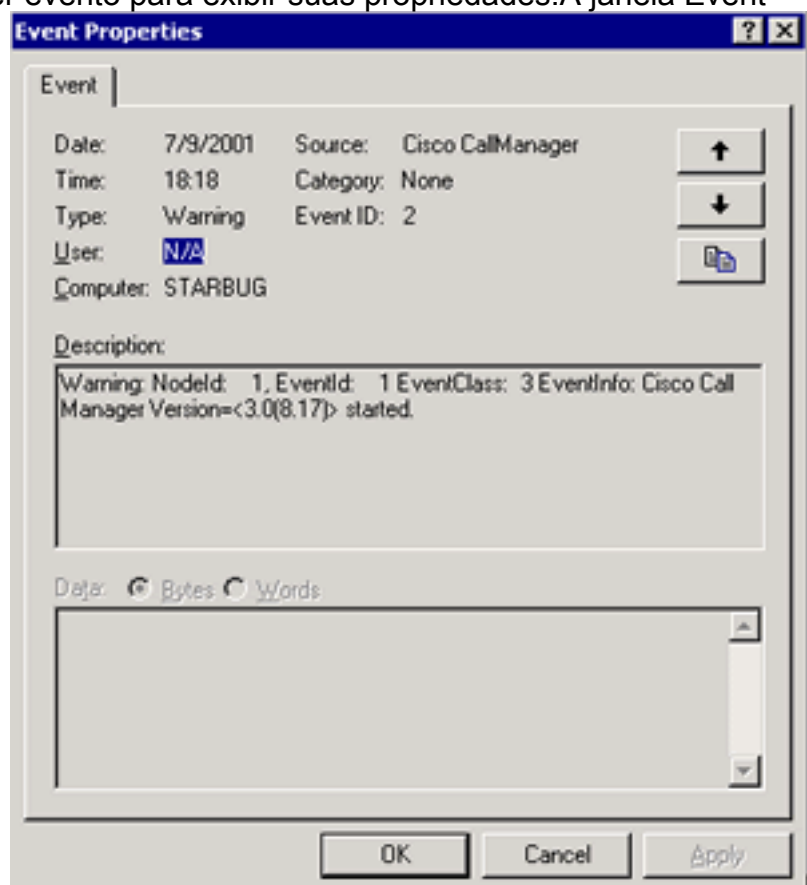 er evento para exibir suas propriedades.A janela Event
Event Properties
Event
Date: 7/9/2001 Source: Cisco CallManager
Time: 18:18 Category: None
Type: Warning Event ID: 2
User: N/A
Computer: STARBUG
Description:
Warning: NodeId: 1, EventId: 1 EventClass: 3 EventInfo: Cisco Call
Manager Version=<3.0(8.17)> started.
Data: Bytes Words
OK Cancel Apply